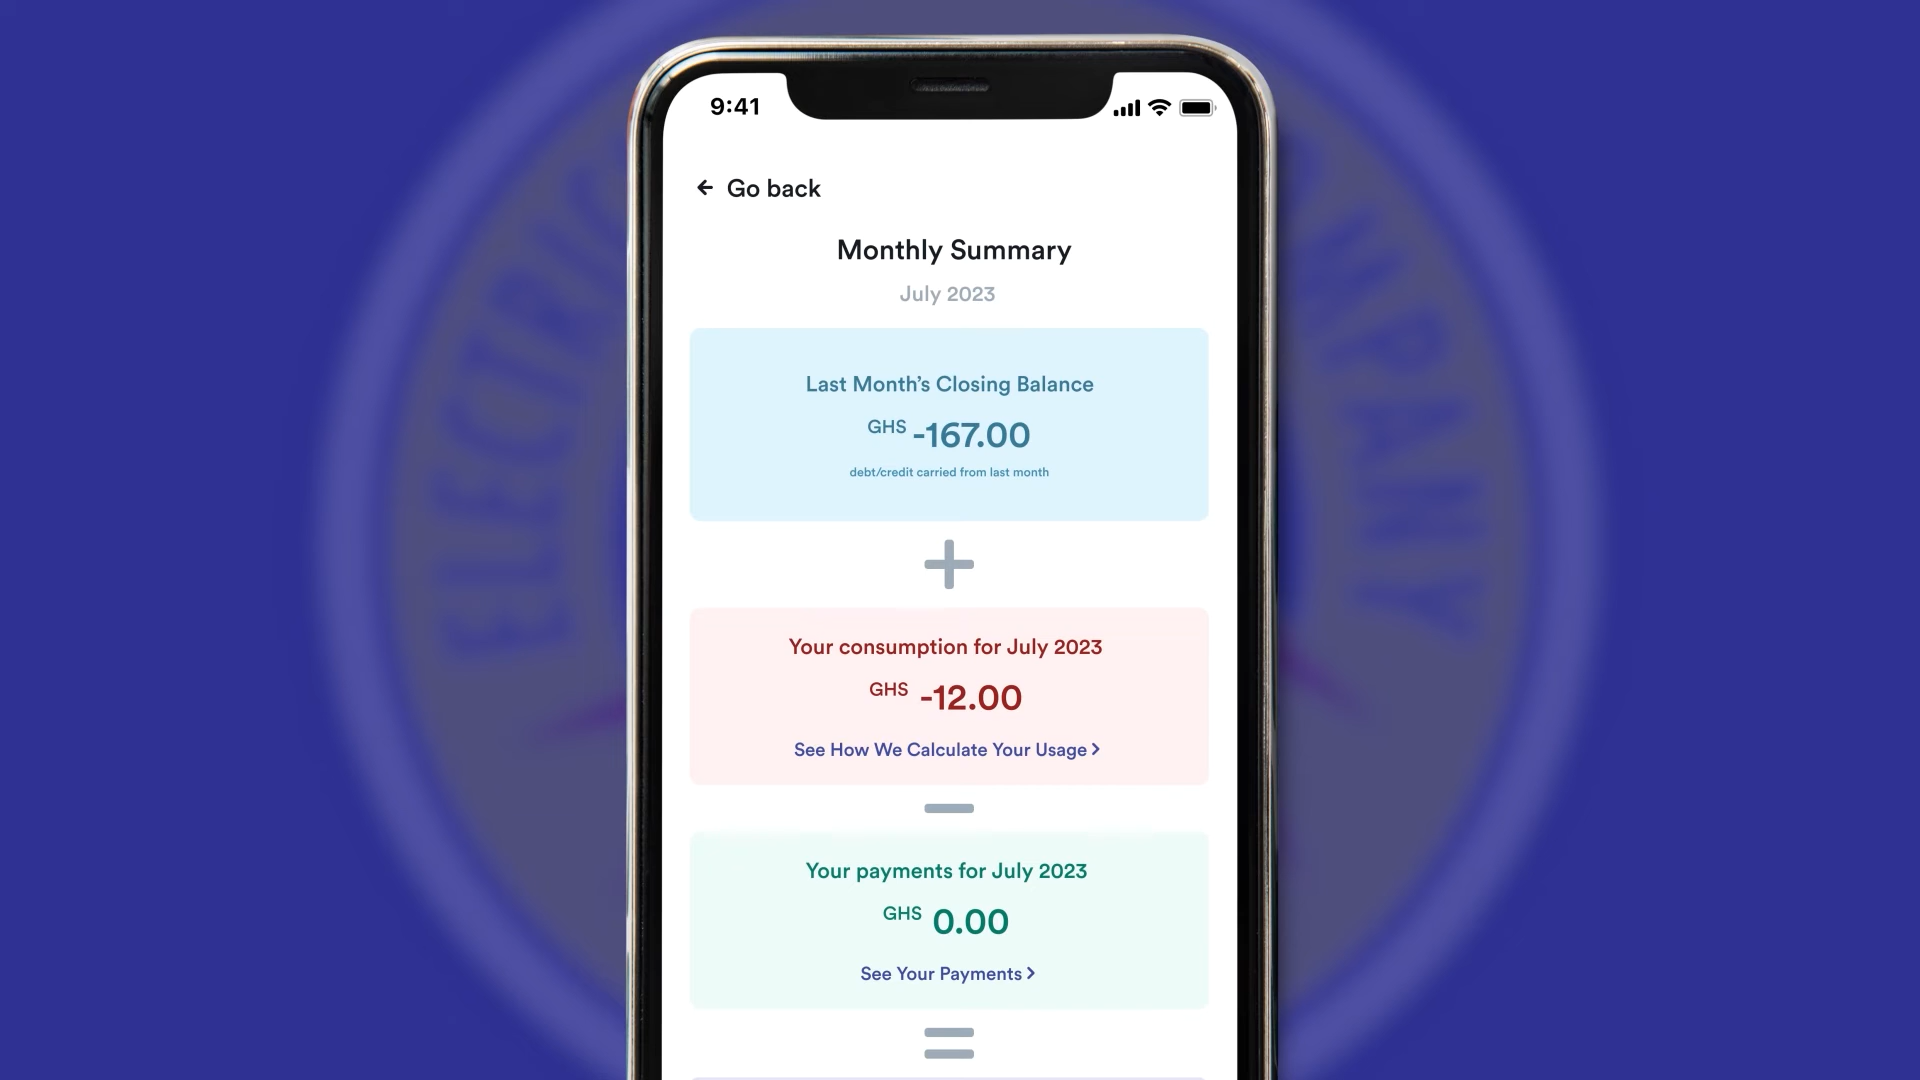 9:41
← Go back
Monthly Summary
July 2023
Last Month’s Closing Balance
GHS -167.00
debt/credit carried from last month
+
Your consumption for July 2023
GHS -12.00
See How We Calculate Your Usage >
—
Your payments for July 2023
GHS 0.00
See Your Payments >
=